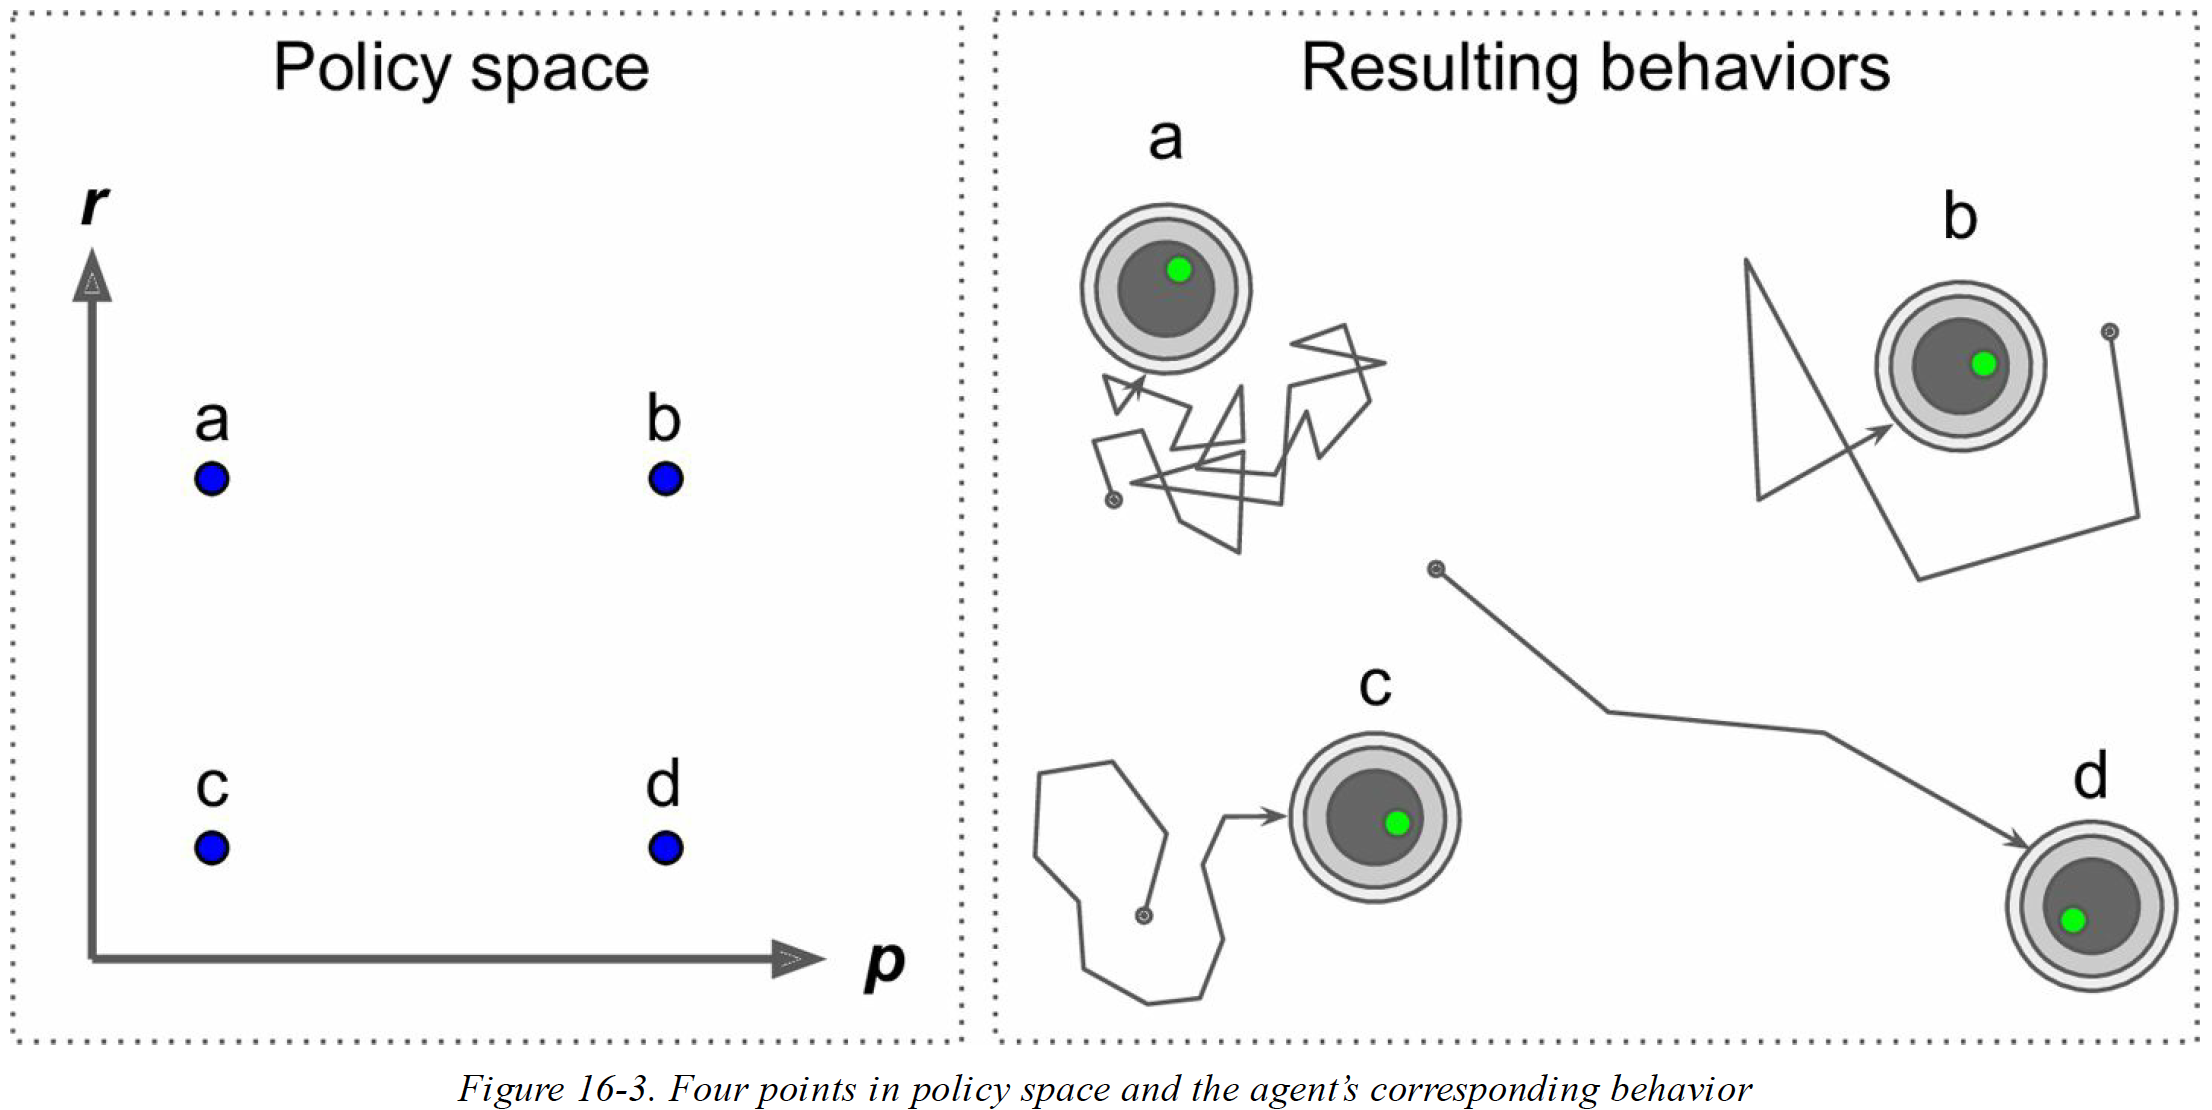 Policy space
r
a
b
c
d
p
Resulting behaviors
a
b
c
d
Figure 16-3. Four points in policy space and the agent’s corresponding behavior